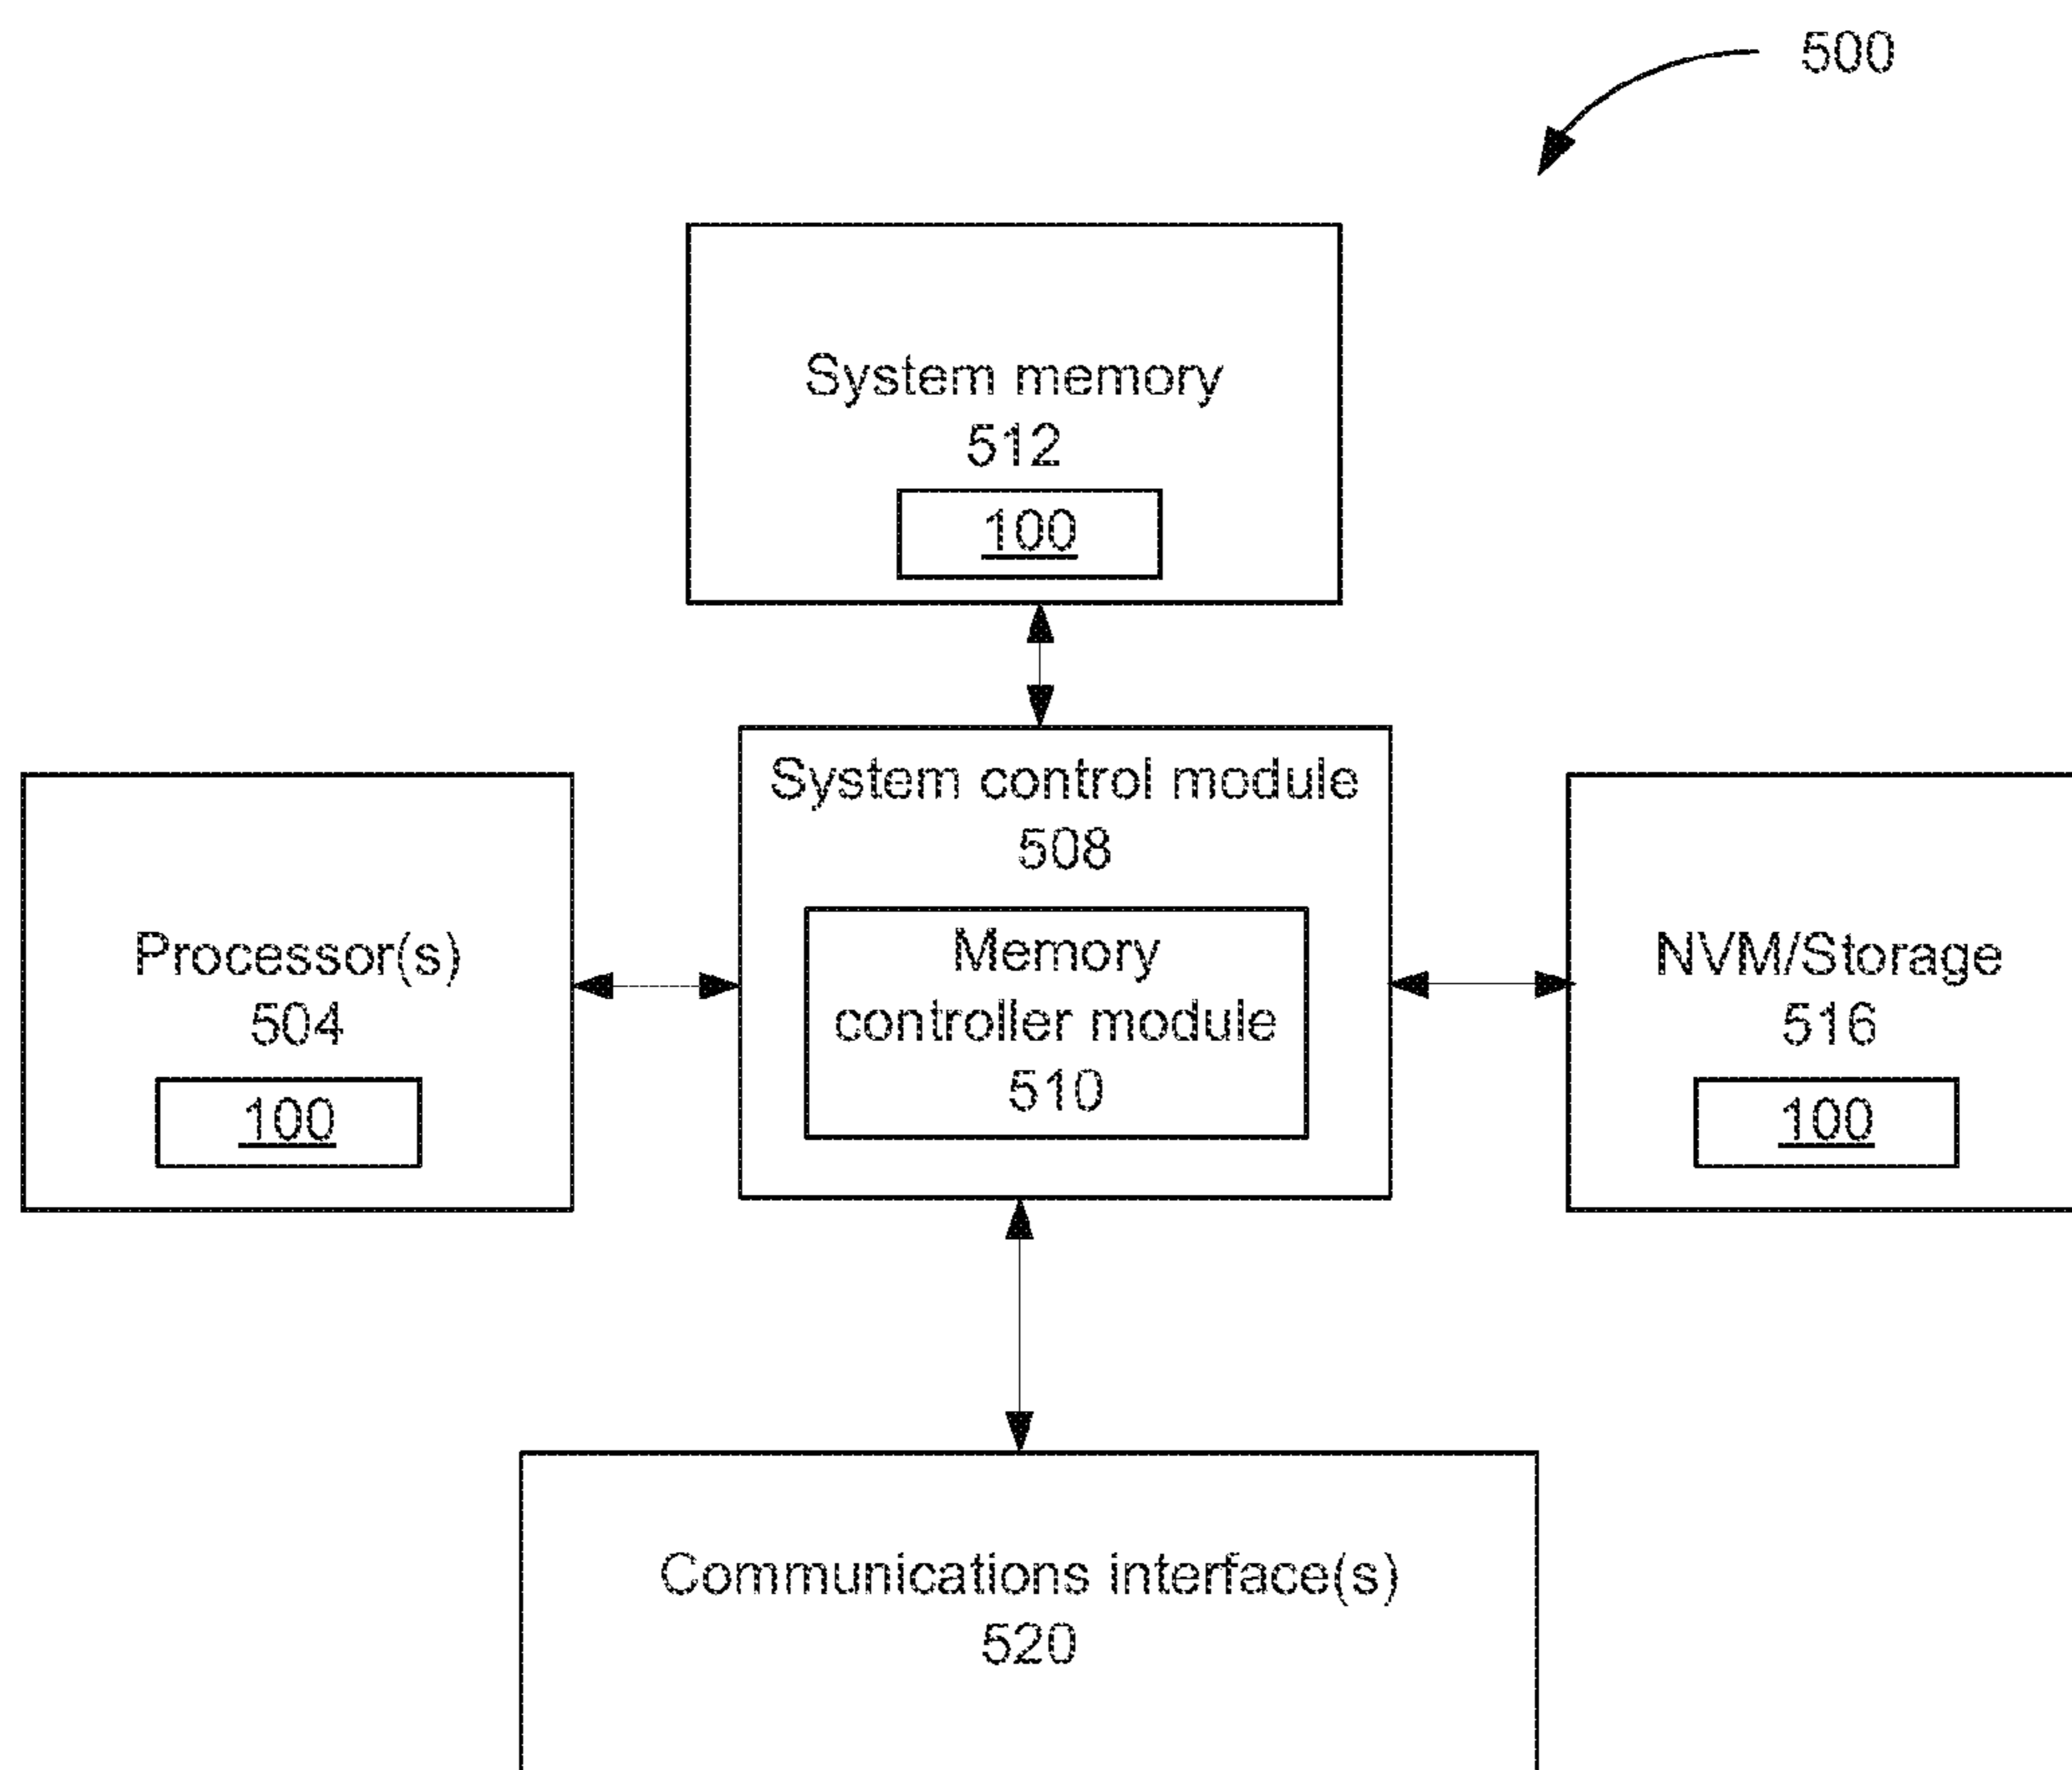 500
System memory
512
100
System control module
508
Memory
controller module
510
Processor(s)
504
100
NVM/Storage
516
100
Communications interface(s)
520